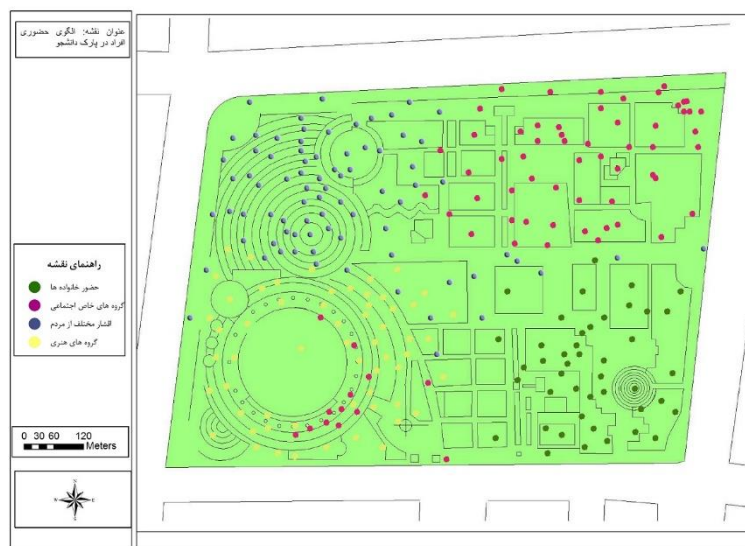 عنوان نقشه: الگوی حضوری
افراد در پارک دانشجو
راهنمای نقشه
حضور خانواده ها
گروه های خاص اجتماعی
اقشار مختلف از مردم
گروه های هنری
0 30 60 120
Meters
N
W E
S